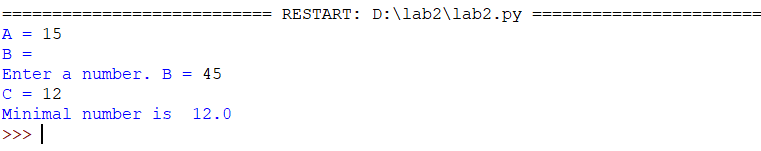 =========================== RESTART: D:\lab2\lab2.py =======================
A = 15
B =
Enter a number. B = 45
C = 12
Minimal number is  12.0
>>>